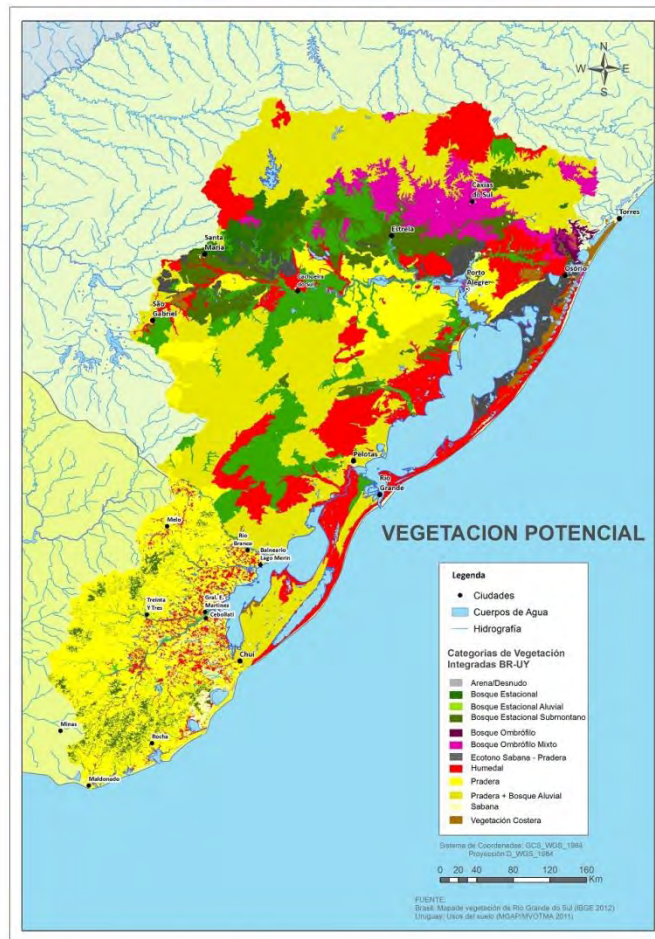 N
W E
S
Torres
Caxias
do Sul
Estrela
Santa
Maria
Osório
Porto
Alegre
Cachoeira
do Sul
São
Gabriel
Pelotas
Rio
Grande
VEGETACION POTENCIAL
Melo
Rio
Branco
Balneario
Lago Merin
Treinta
Y Tres
Gral. E.
Martinez
Cebollati
Chui
Minas
Rocha
Maldonado
Legenda
Ciudades
Cuerpos de Agua
Hidrografía
Categorias de Vegetación
Integradas BR-UY
Arena/Desnudo
Bosque Estacional
Bosque Estacional Aluvial
Bosque Estacional Submontano
Bosque Ombrófilo
Bosque Ombrófilo Mixto
Ecotono Sabana - Pradera
Humedal
Pradera
Pradera + Bosque Aluvial
Sabana
Vegetación Costera
Sistema de Coordenadas: GCS_WGS_1984
Proyección:D_WGS_1984
0 20 40 80 120 160
Km
FUENTE:
Brasil: Mapa de vegetación de Río Grande do Sul (IBGE 2012)
Uruguay: Usos del suelo (MGAP/MVOTMA 2011)